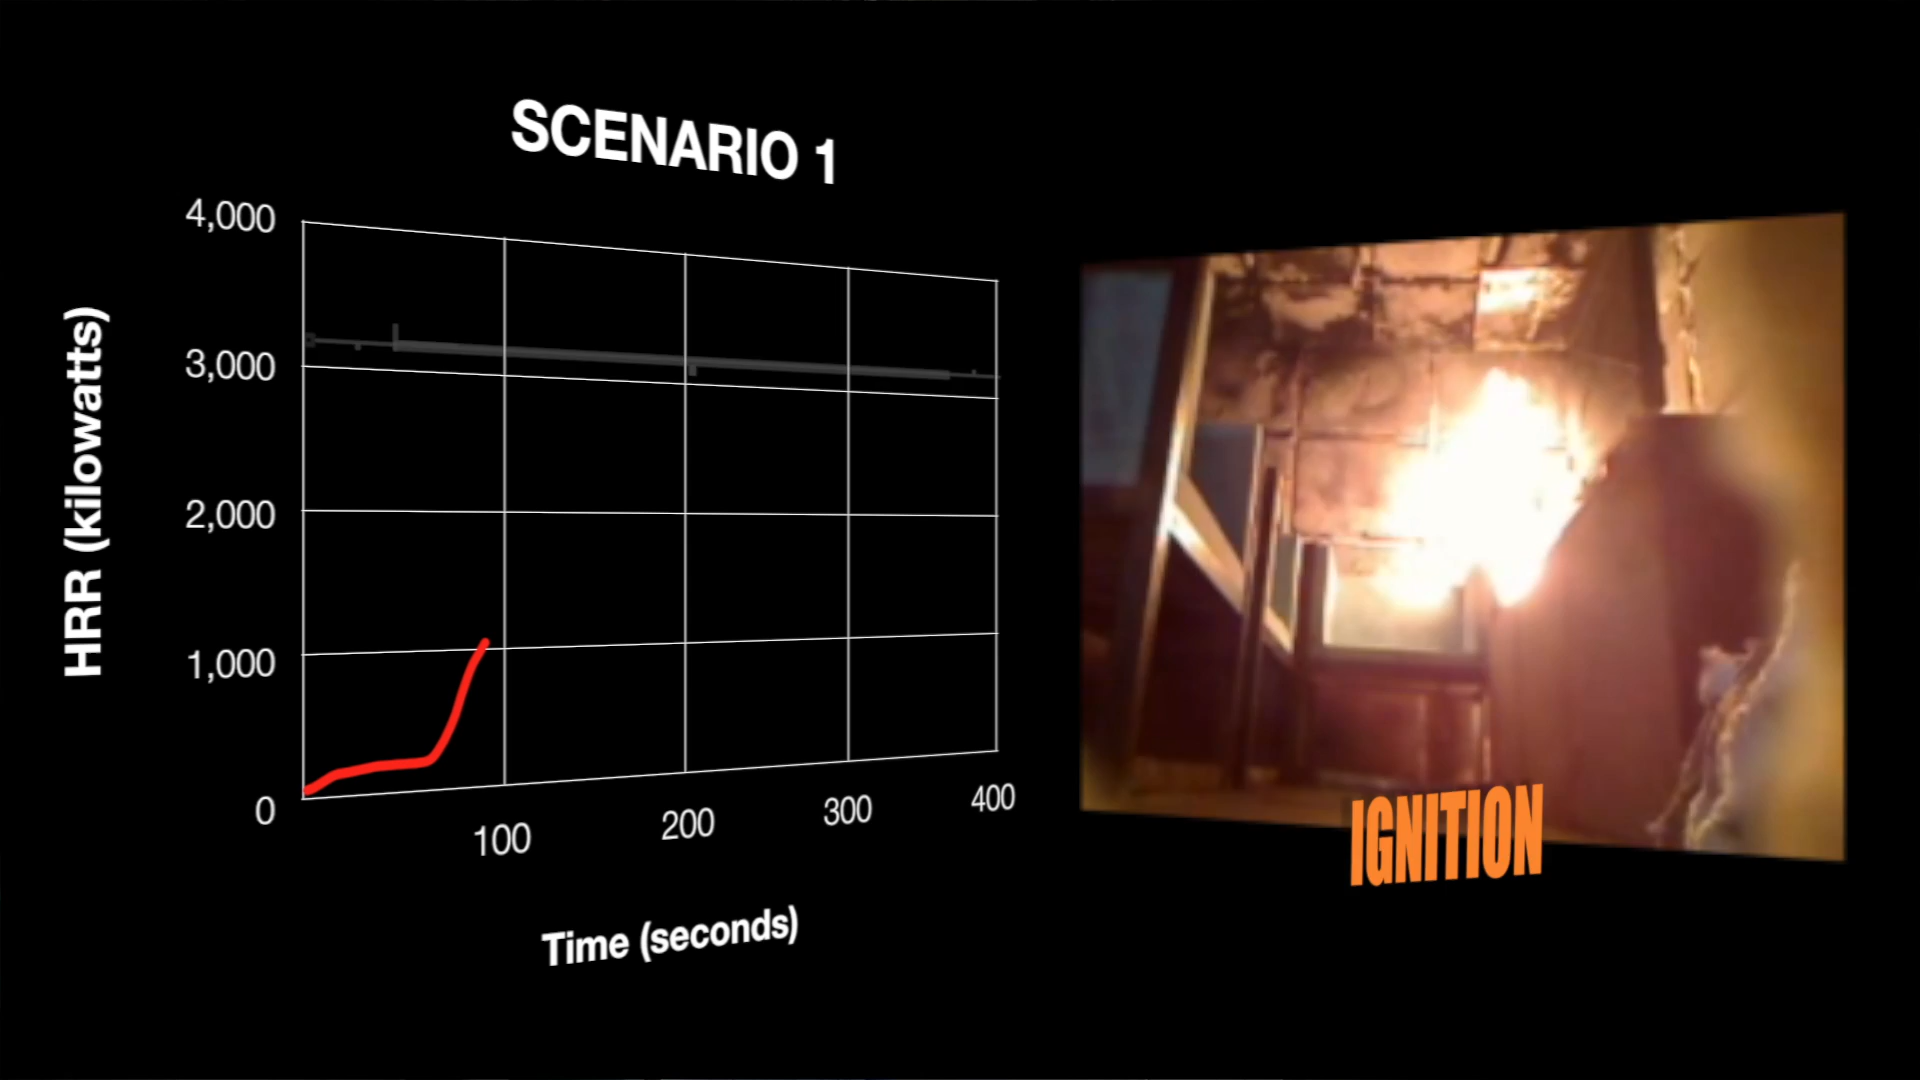 SCENARIO 1
HRR (kilowatts)
4,000
3,000
2,000
1,000
0
100
200
300
400
Time (seconds)
IGNITION